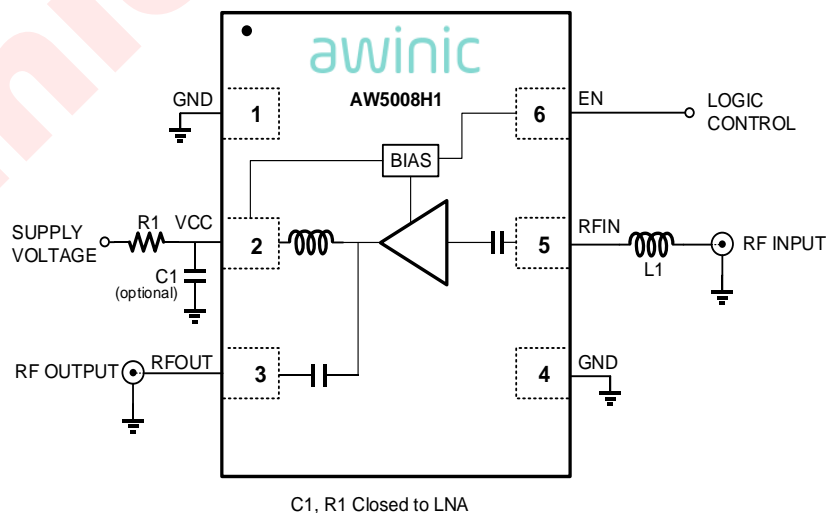 awinic
AW5008H1
GND
1
6
EN
LOGIC
CONTROL
BIAS
SUPPLY
VOLTAGE
R1
VCC
2
5
RFIN
L1
RF INPUT
C1
(optional)
RF OUTPUT
RFOUT
3
4
GND
C1, R1 Closed to LNA